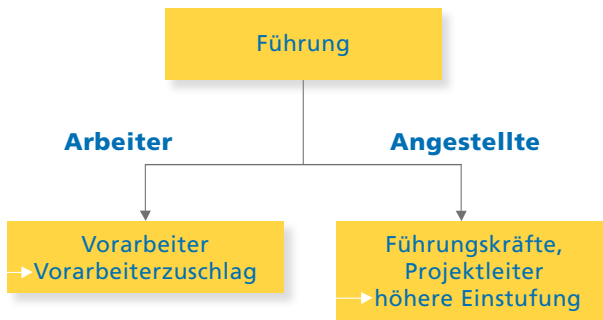 Führung
Arbeiter
Angestellte
Vorarbeiter
Vorarbeiterzuschlag
Führungskräfte,
Projektleiter
höhere Einstufung